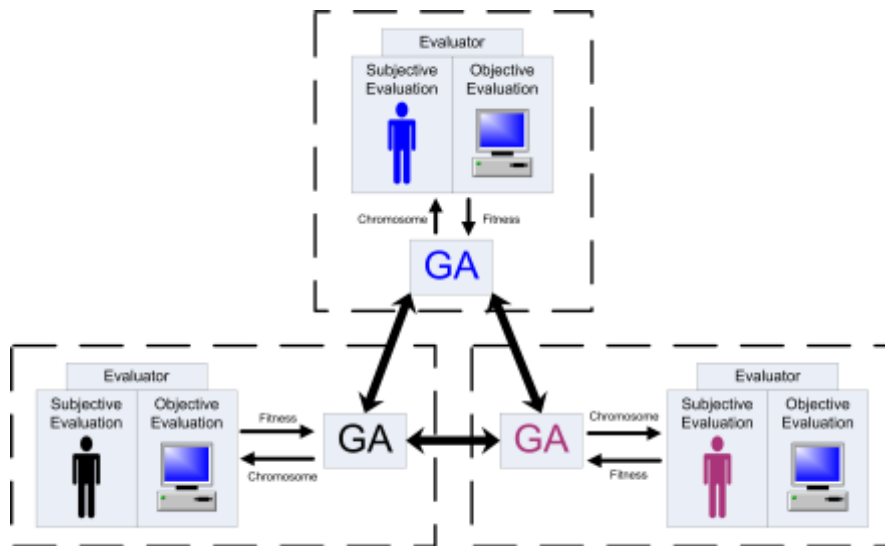 Evaluator
Subjective Evaluation
Objective Evaluation
Chromosome
Fitness
GA
Evaluator
Subjective Evaluation
Objective Evaluation
Fitness
Chromosome
GA
GA
Chromosome
Fitness
Evaluator
Subjective Evaluation
Objective Evaluation